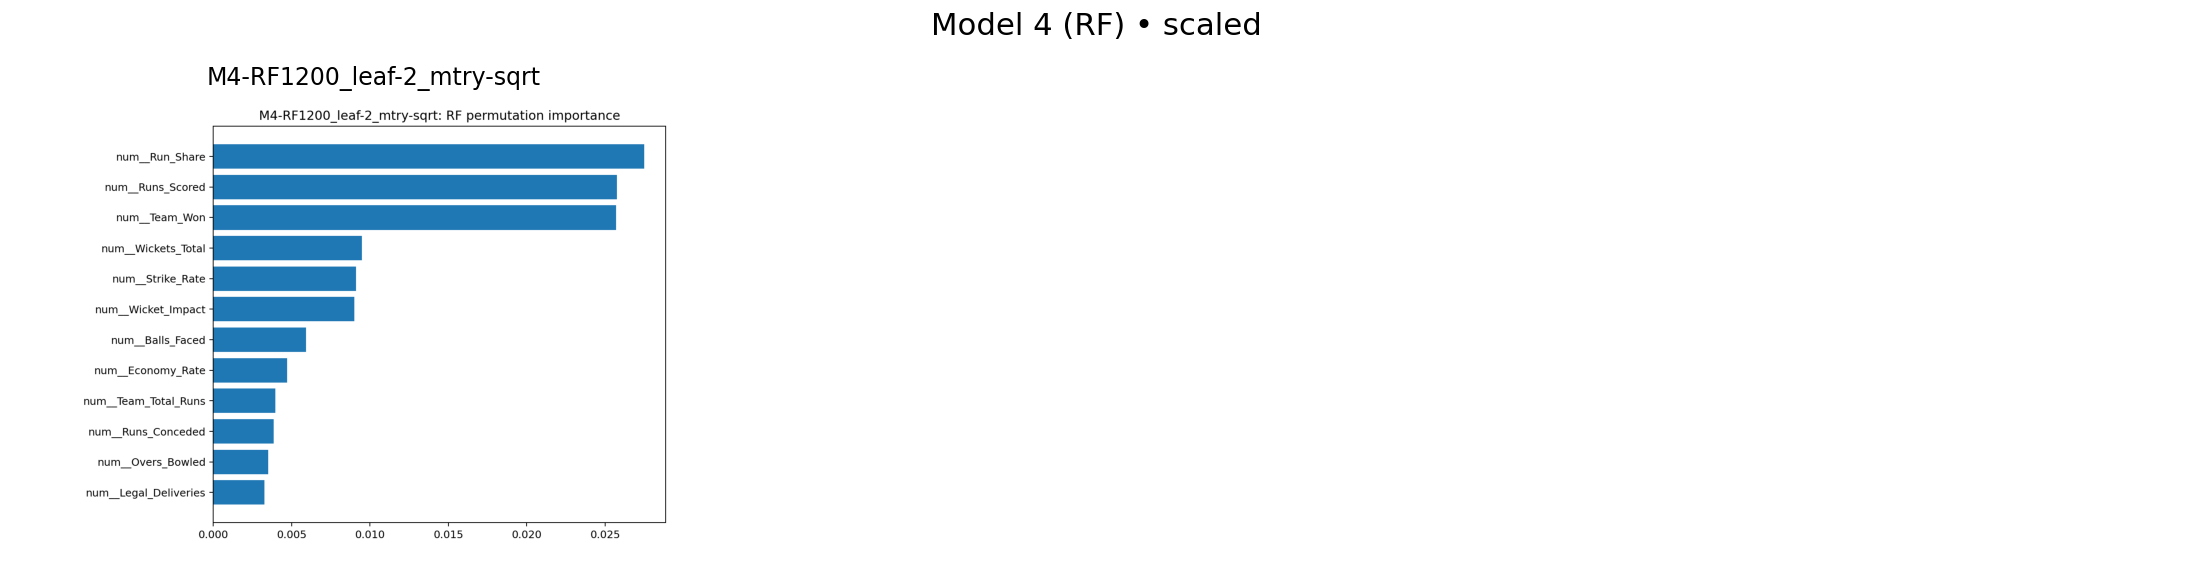 Model 4 (RF) • scaled
M4-RF1200_leaf-2_mtry-sqrt
M4-RF1200_leaf-2_mtry-sqrt: RF permutation importance
num__Run_Share
num__Runs_Scored
num__Team_Won
num__Wickets_Total
num__Strike_Rate
num__Wicket_Impact
num__Balls_Faced
num__Economy_Rate
num__Team_Total_Runs
num__Runs_Conceded
num__Overs_Bowled
num__Legal_Deliveries
0.000 0.005 0.010 0.015 0.020 0.025